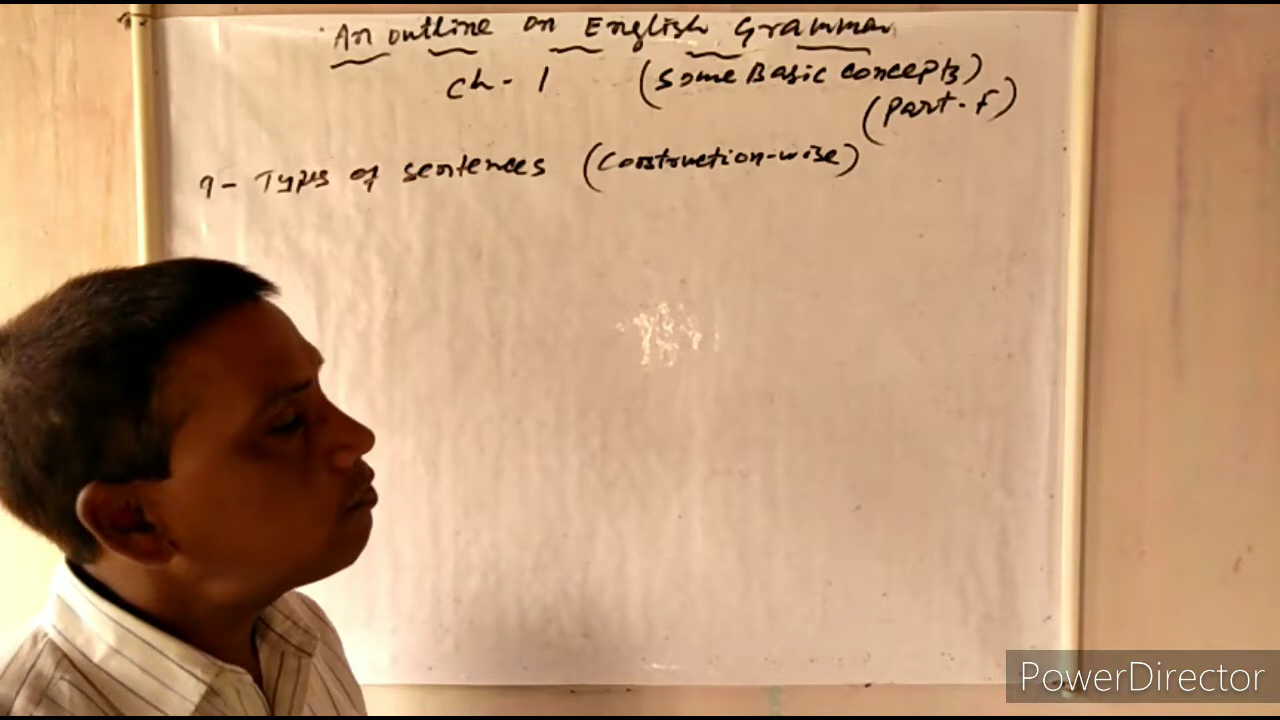 An outline on English Grammar
Ch - 1 (Some Basic concepts)
(Part - F)
9 - Types of sentences (Construction-wise)
PowerDirector